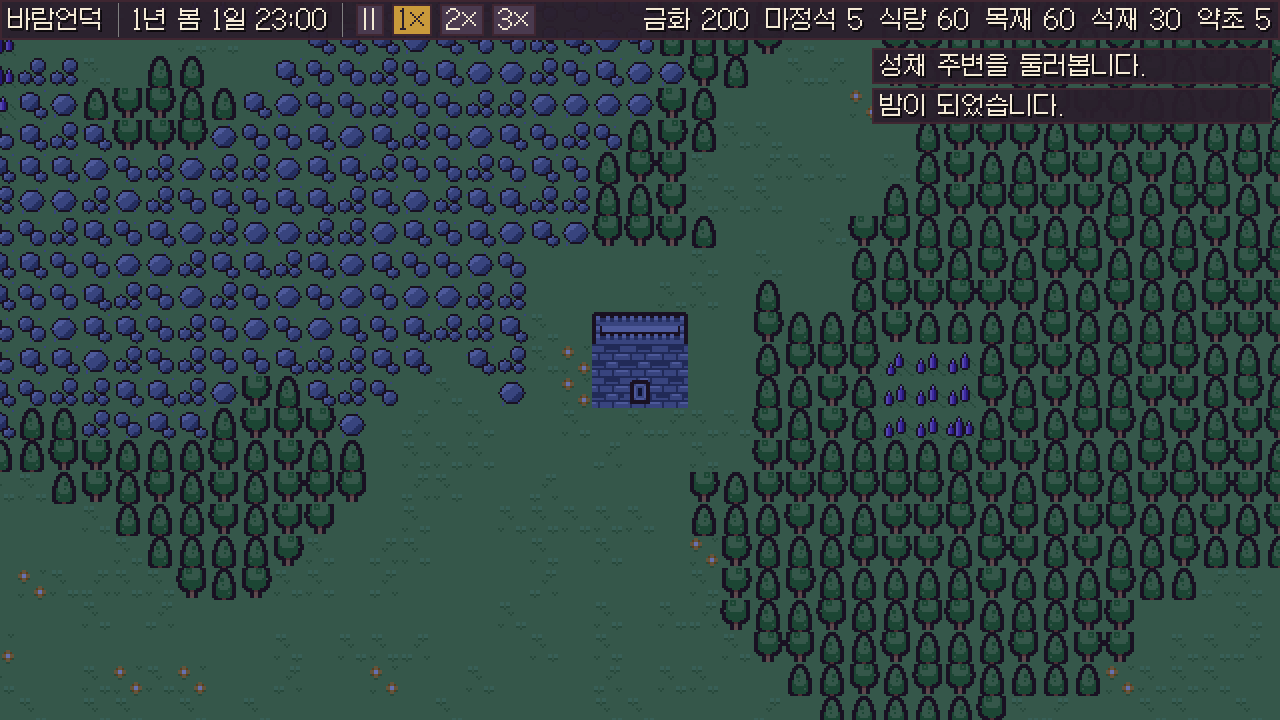 바람언덕 1년 봄 1일 23:00 || 1× 2× 3× 금화 200 마정석 5 식량 60 목재 60 석재 30 약초 5
성채 주변을 둘러봅니다.
밤이 되었습니다.